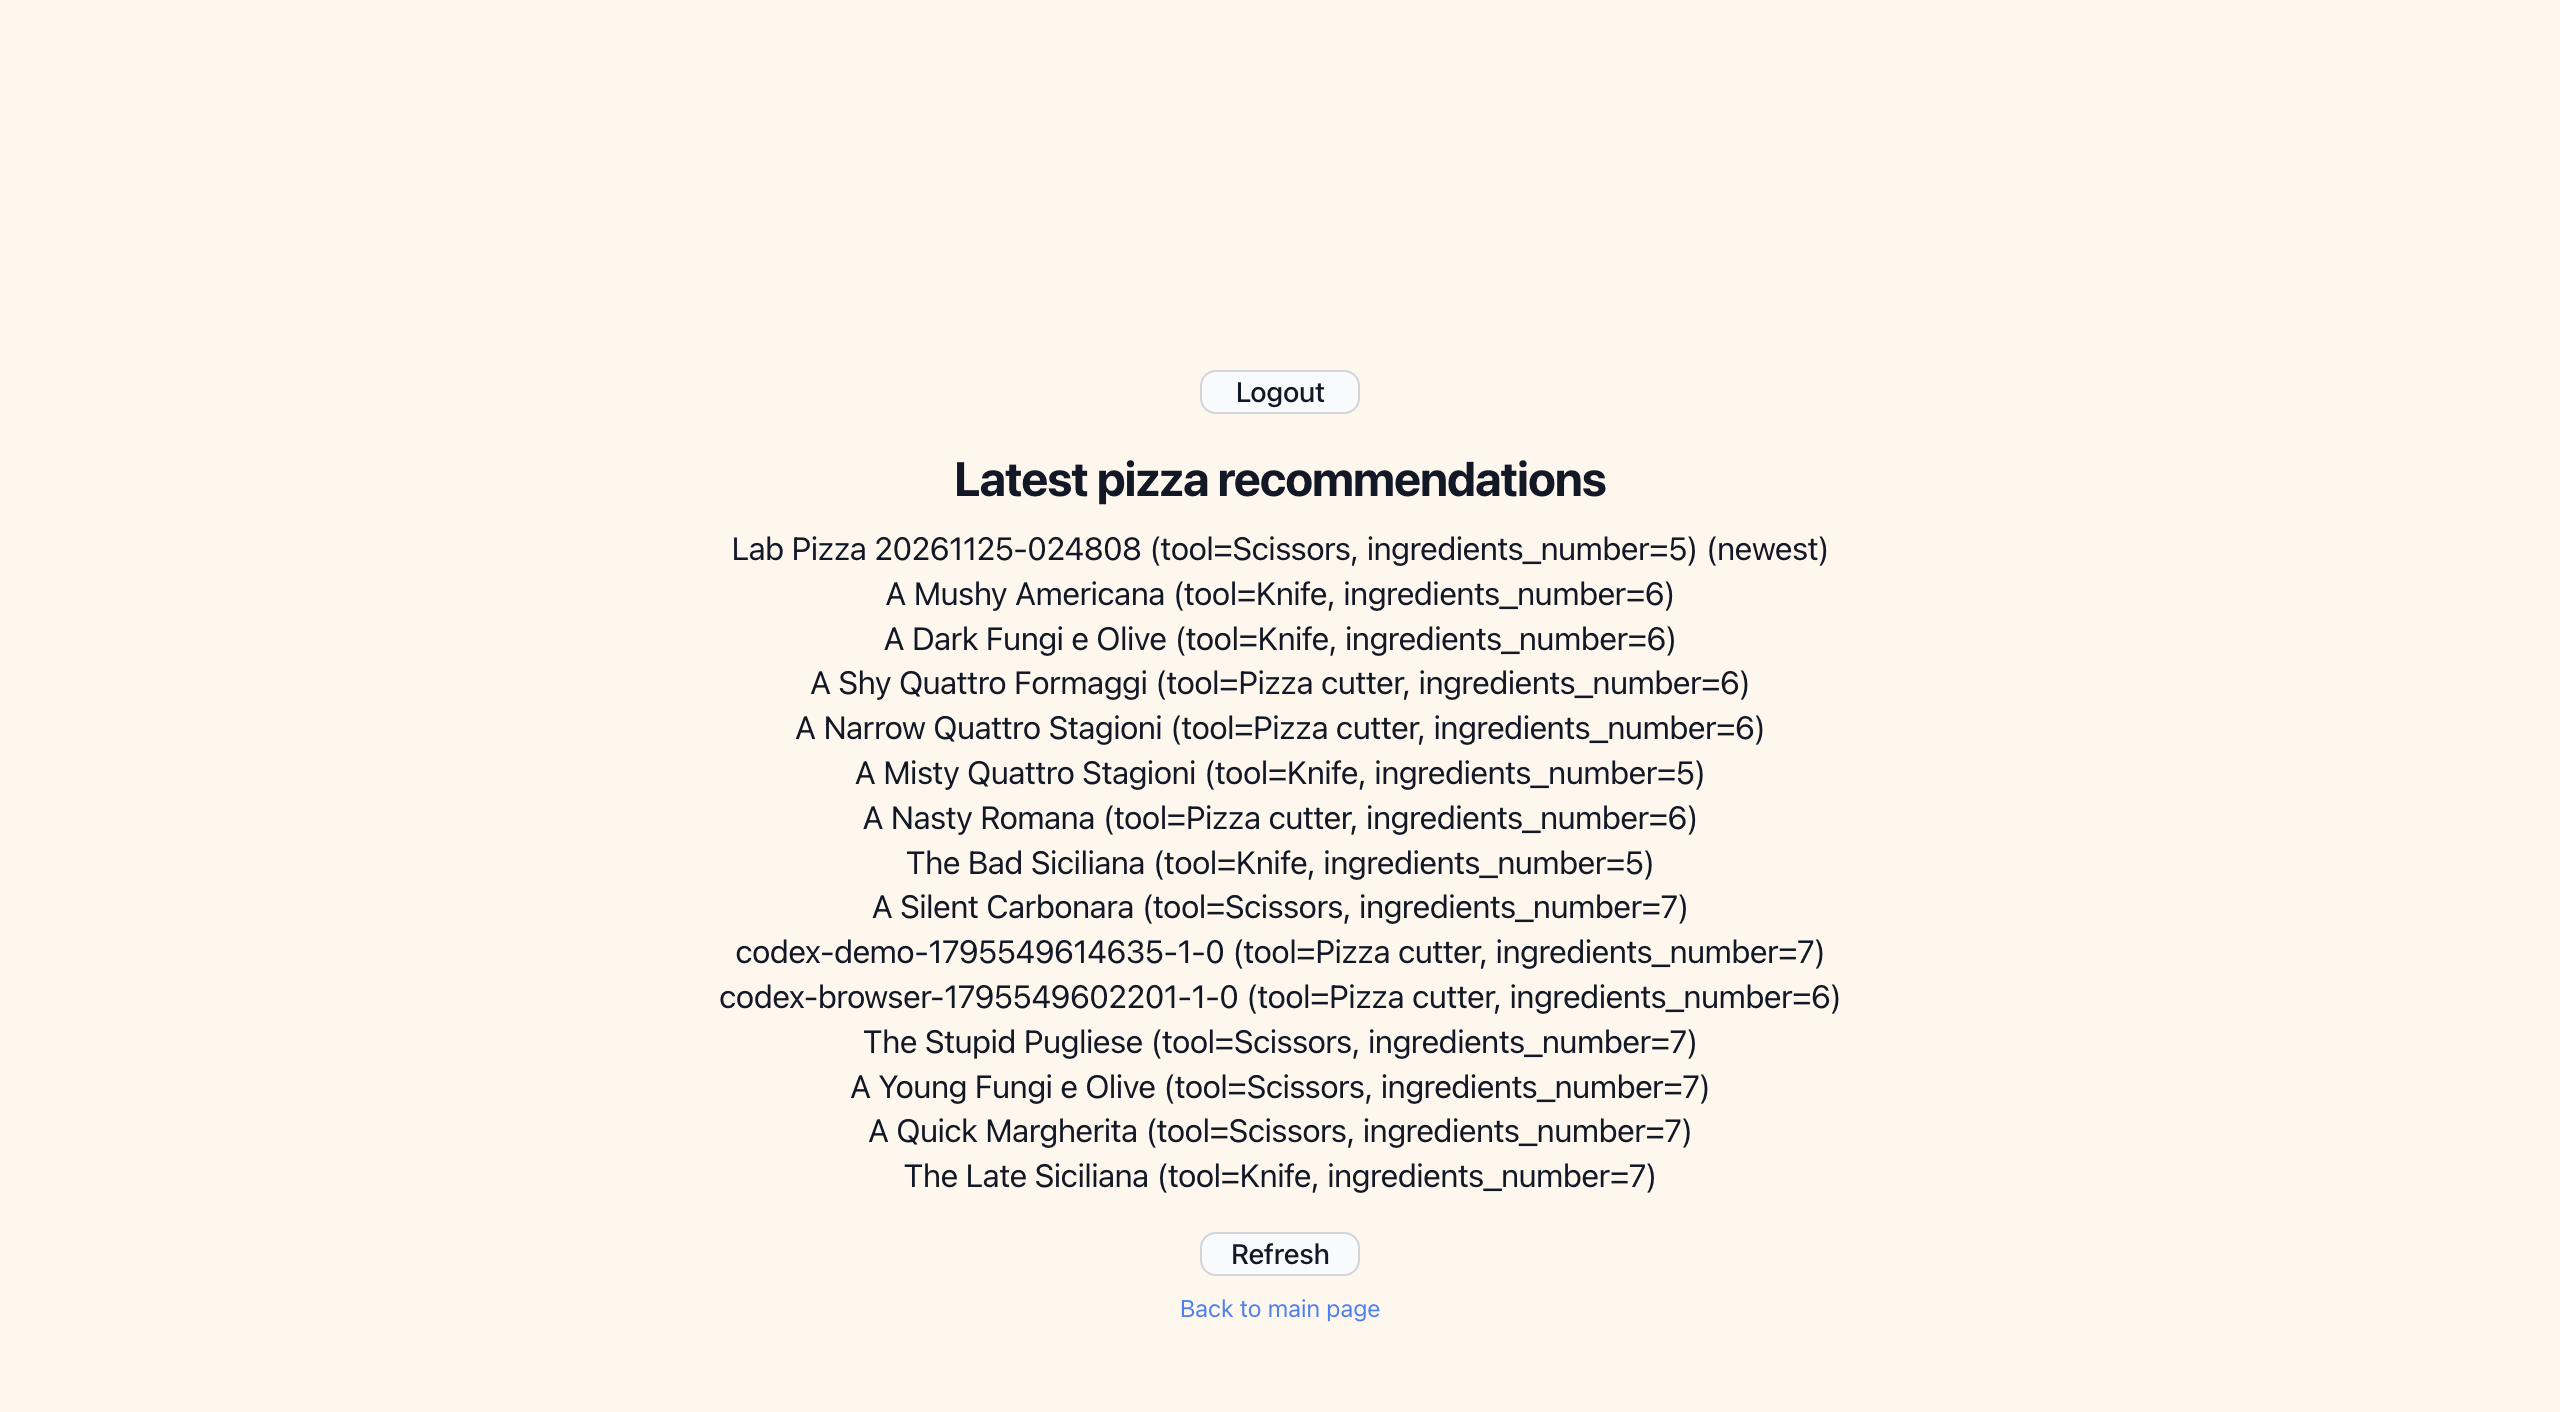 Logout
Latest pizza recommendations
Lab Pizza 20261125-024808 (tool=Scissors, ingredients_number=5) (newest)
A Mushy Americana (tool=Knife, ingredients_number=6)
A Dark Fungi e Olive (tool=Knife, ingredients_number=6)
A Shy Quattro Formaggi (tool=Pizza cutter, ingredients_number=6)
A Narrow Quattro Stagioni (tool=Pizza cutter, ingredients_number=6)
A Misty Quattro Stagioni (tool=Knife, ingredients_number=5)
A Nasty Romana (tool=Pizza cutter, ingredients_number=6)
The Bad Siciliana (tool=Knife, ingredients_number=5)
A Silent Carbonara (tool=Scissors, ingredients_number=7)
codex-demo-1795549614635-1-0 (tool=Pizza cutter, ingredients_number=7)
codex-browser-1795549602201-1-0 (tool=Pizza cutter, ingredients_number=6)
The Stupid Pugliese (tool=Scissors, ingredients_number=7)
A Young Fungi e Olive (tool=Scissors, ingredients_number=7)
A Quick Margherita (tool=Scissors, ingredients_number=7)
The Late Siciliana (tool=Knife, ingredients_number=7)
Refresh
Back to main page